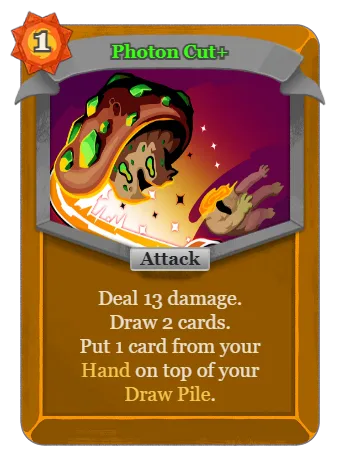 1
Photon Cut+
Attack
Deal 13 damage.
Draw 2 cards.
Put 1 card from your
Hand on top of your
Draw Pile.